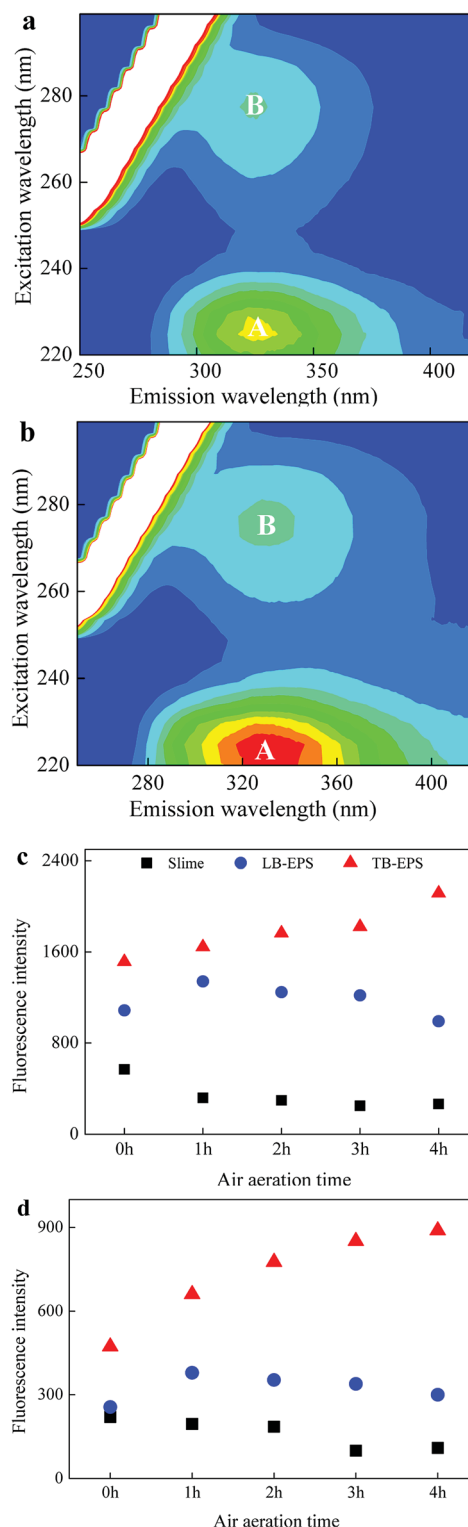 a
Excitation wavelength (nm)
280
260
240
220
B
A
250 300 350 400
Emission wavelength (nm)
b
Excitation wavelength (nm)
280
260
240
220
B
A
280 320 360 400
Emission wavelength (nm)
c
Fluorescence intensity
2400
1600
800
0
Slime LB-EPS TB-EPS
0h 1h 2h 3h 4h
Air aeration time
d
Fluorescence intensity
900
600
300
0
0h 1h 2h 3h 4h
Air aeration time